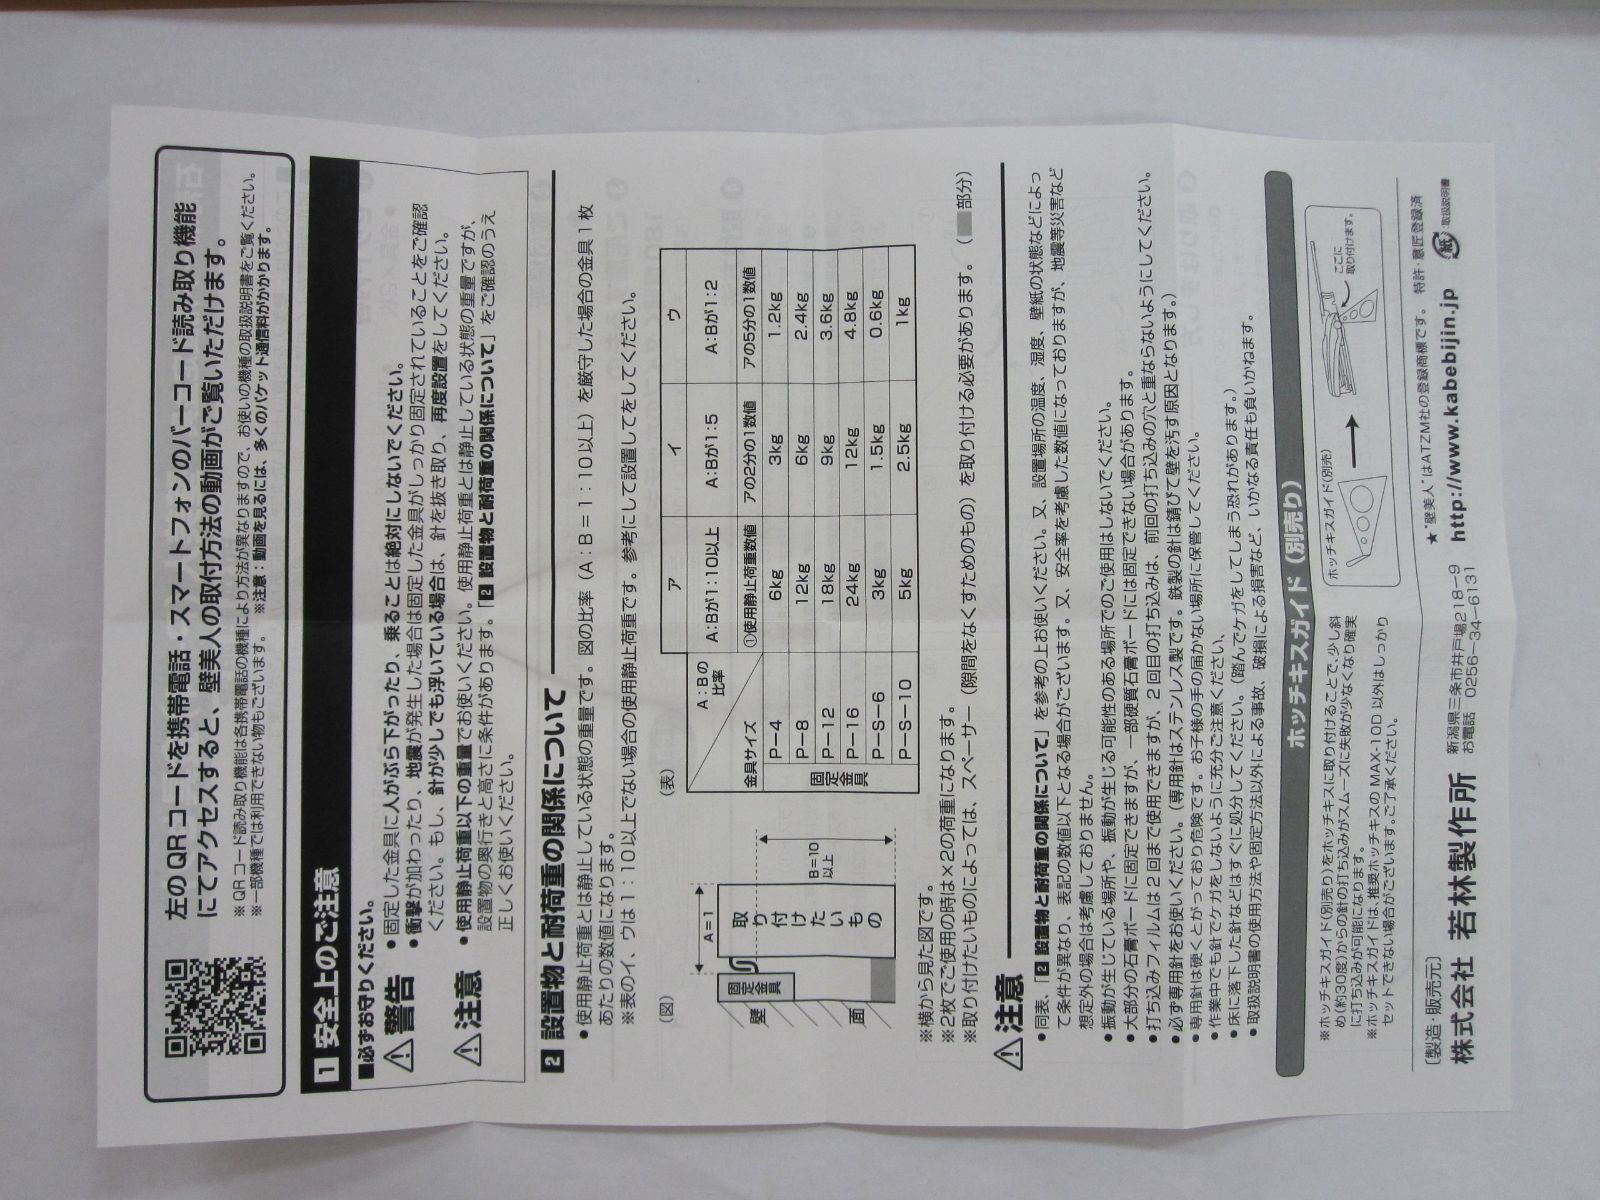 左のQRコードを携帯電話・スマートフォンのバーコード読み取り機能
にてアクセスすると、壁美人の取付方法の動画がご覧いただけます。
※QRコード読み取り機能は各携帯電話の機種により方法が異なりますので、お使いの機種の取扱説明書をご覧ください。
※一部機種では利用できない物もございます。 ※注意：動画を見るには、多くのパケット通信料がかかります。
1 安全上のご注意
■必ずお守りください。
警告
●固定した金具に人がぶら下がったり、乗ることは絶対にしないでください。
●衝撃が加わったり、地震が発生した場合は固定した金具がしっかり固定されていることをご確認
ください。もし、針が少しでも浮いている場合は、針を抜き取り、再度設置をしてください。
注意
●使用静止荷重以下の重量でお使いください。使用静止荷重とは静止している状態の重量ですが、
設置物の奥行きと高さに条件があります。「2 設置物と耐荷重の関係について」をご確認のうえ
正しくお使いください。
2 設置物と耐荷重の関係について
●使用静止荷重とは静止している状態の重量です。図の比率（A：B＝1：10以上）を厳守した場合の金具1枚
あたりの数値になります。
※表のイ、ウは1：10以上でない場合の使用静止荷重です。参考にして設置してをしてください。
（図）
A＝1
B＝10
以上
壁
面
固定金具
取り付けたいもの
（表）
A：Bの
比率
金具サイズ
ア イ ウ
A:Bが1:10以上 A:Bが1:5 A:Bが1:2
①使用静止荷重数値 アの2分の1数値 アの5分の1数値
固定金具
P－4 6kg 3kg 1.2kg
P－8 12kg 6kg 2.4kg
P－12 18kg 9kg 3.6kg
P－16 24kg 12kg 4.8kg
P－S－6 3kg 1.5kg 0.6kg
P－S－10 5kg 2.5kg 1kg
※横から見た図です。
※2枚でご使用の時は×2の荷重になります。
※取り付けたいものによっては、スペーサー（隙間をなくすためのもの）を取り付ける必要があります。（■部分）
注意
●同表、「2 設置物と耐荷重の関係について」を参考の上お使いください。又、設置場所の温度、湿度、壁紙の状態などによっ
て条件が異なり、表記の数値以下となる場合がございます。又、安全率を考慮した数値になっておりますが、地震等災害など
想定外の場合は考慮しておりません。
●振動が生じている場所や、振動が生じる可能性のある場所でのご使用はしないでください。
●大部分の石膏ボードに固定できますが、一部硬質石膏ボードには固定できない場合があります。
●打ち込みフィルムは2回まで使用できますが、2回目の打ち込みは、前回の打ち込みの穴と重ならないようにしてください。
●必ず専用針をお使いください。（専用針はステンレス製です。鉄製の針は錆びて壁を汚す原因となります。）
●専用針は硬くとがっており危険です。お子様の手の届かない場所に保管してください。
●作業中でも針でケガをしないように充分ご注意ください。
●床に落下した針などはすぐに処分してください。（踏んでケガをしてしまう恐れがあります。）
●取扱説明書の使用方法や固定方法以外による事故、破損による損害など、いかなる責任も負いかねます。
ホッチキスガイド（別売り）
※ホッチキスガイド（別売り）をホッチキスに取り付けることで、少し斜
め（約30度）からの針の打ち込みがスムーズに失敗が少なくなり確実
に打ち込みが可能になります。
※ホッチキスガイドは、推奨ホッチキスの MAX-10D 以外はしっかり
セットできない場合がございます。ご了承ください。
ホッチキスガイド（別売）
ここに
取り付けます。
〔製造・販売元〕
株式会社 若林製作所
新潟県三条市井戸場218－9
お電話 0256－34－6131
★“壁美人”はATZM社の登録商標です。 特許・意匠登録済
http://www.kabebijin.jp
紙：取扱説明書